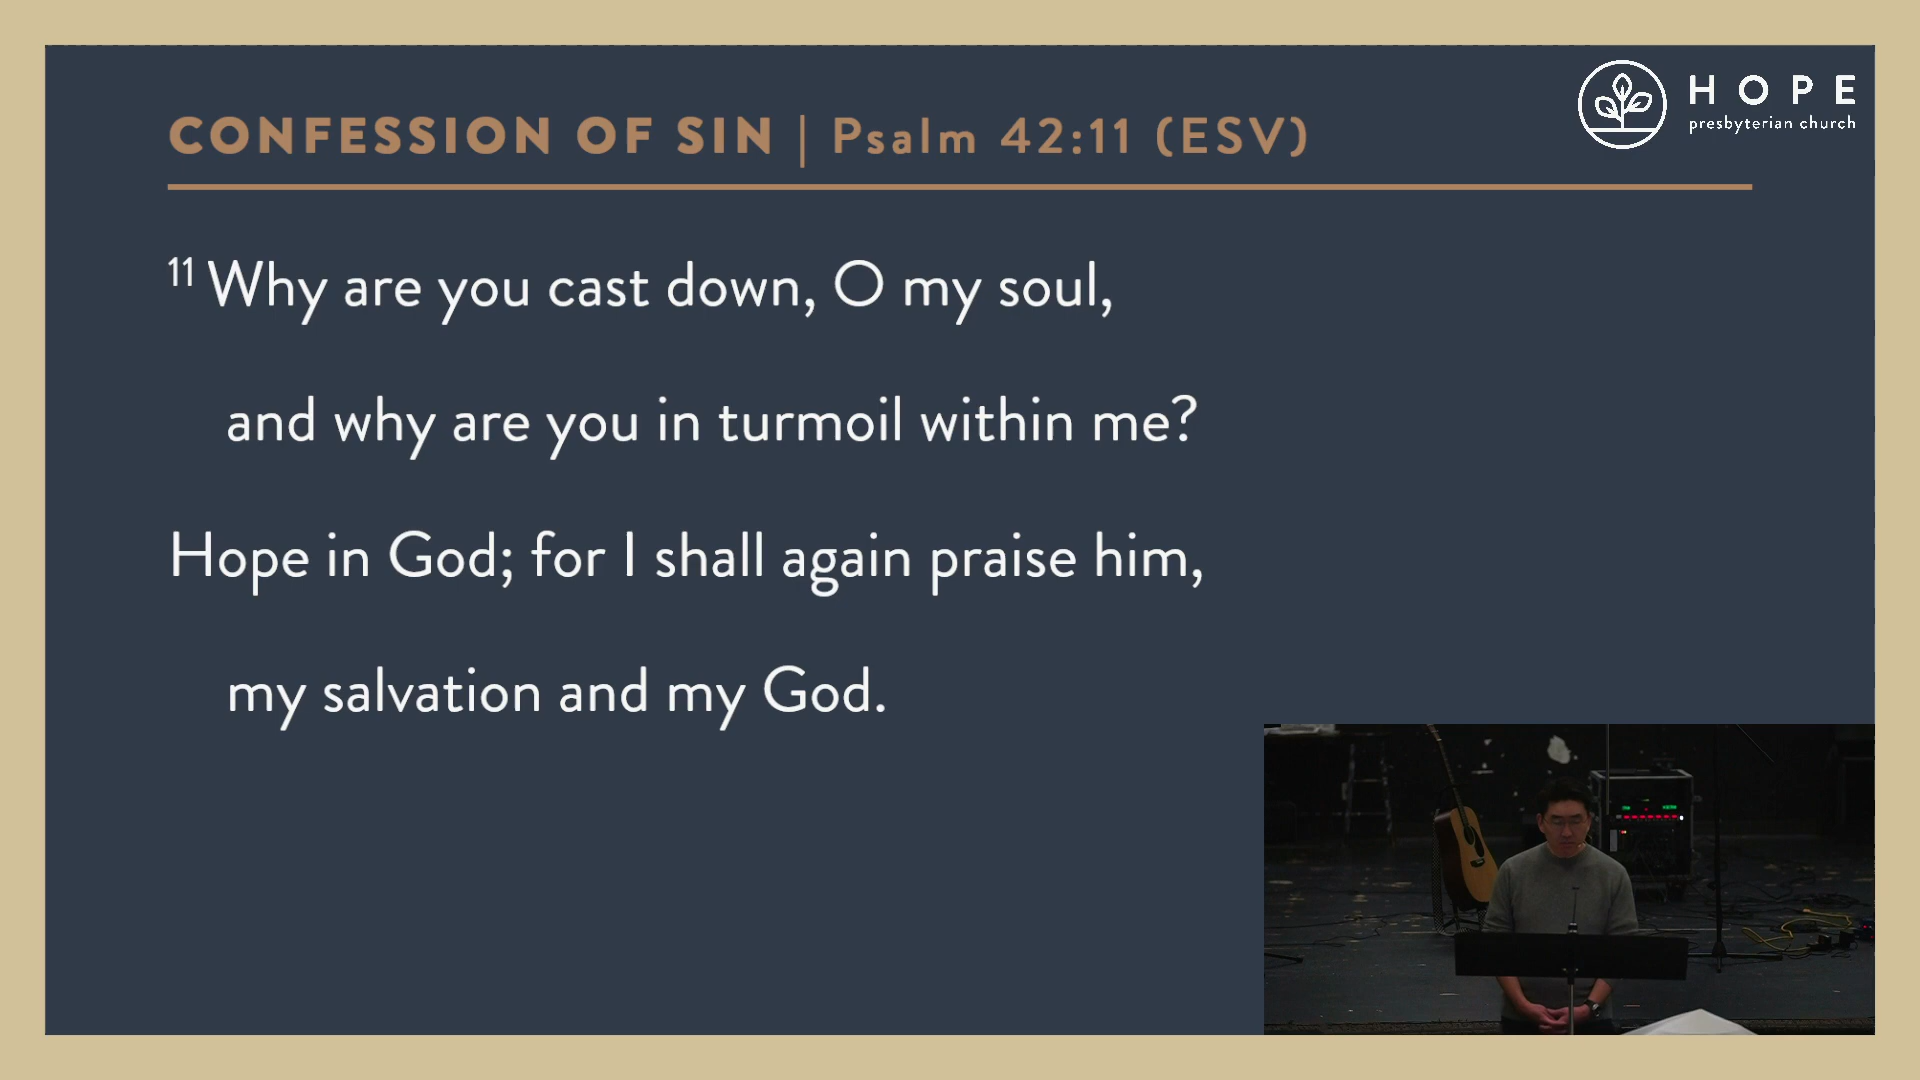 CONFESSION OF SIN | Psalm 42:11 (ESV)
HOPE
presbyterian church
11 Why are you cast down, O my soul,
and why are you in turmoil within me?
Hope in God; for I shall again praise him,
my salvation and my God.